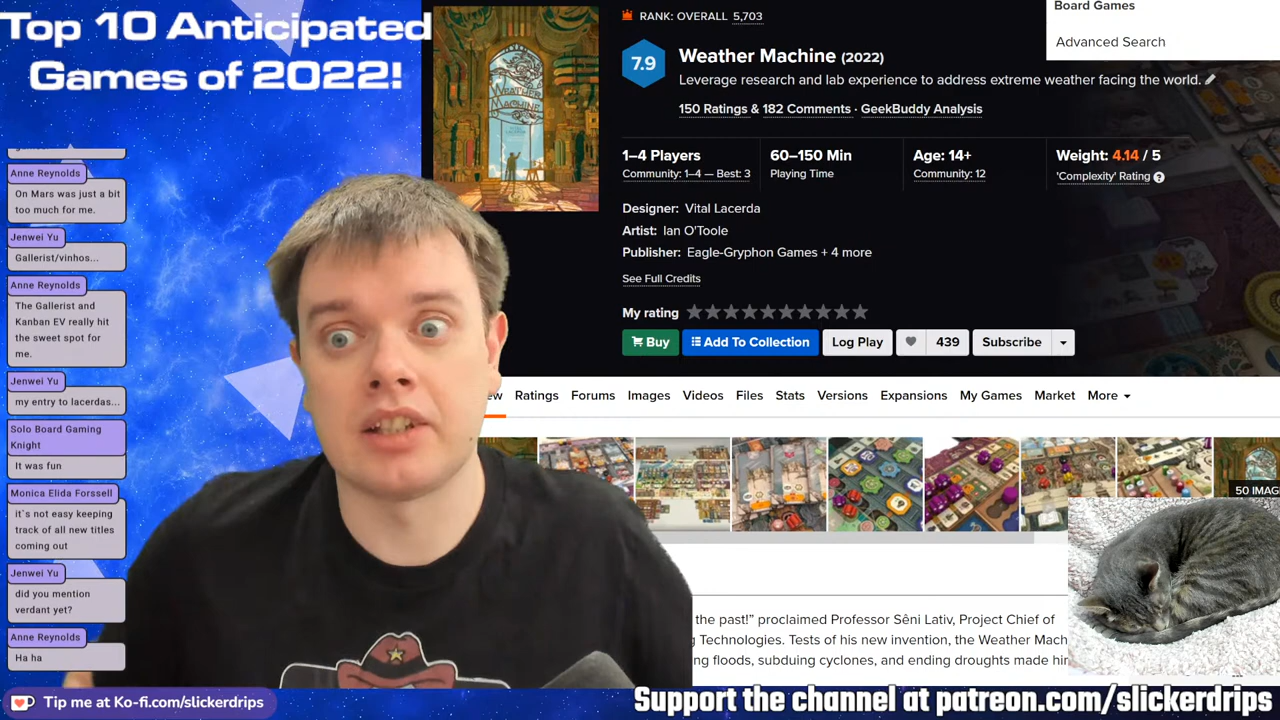 Top 10 Anticipated
Games of 2022!
Anne Reynolds
On Mars was just a bit
too much for me.
Jenwei Yu
Gallerist/vinhos...
Anne Reynolds
The Gallerist and
Kanban EV really hit
the sweet spot for
me.
Jenwei Yu
my entry to lacerdas...
Solo Board Gaming
Knight
It was fun
Monica Elida Forssell
it`s not easy keeping
track of all new titles
coming out
Jenwei Yu
did you mention
verdant yet?
Anne Reynolds
Ha ha
Tip me at Ko-fi.com/slickerdrips
WEATHER
MACHINE
RANK: OVERALL 5,703
7.9
Weather Machine (2022)
Leverage research and lab experience to address extreme weather facing the world.
150 Ratings & 182 Comments · GeekBuddy Analysis
1–4 Players
Community: 1–4 — Best: 3
60–150 Min
Playing Time
Age: 14+
Community: 12
Weight: 4.14 / 5
'Complexity' Rating ?
Designer: Vital Lacerda
Artist: Ian O'Toole
Publisher: Eagle-Gryphon Games + 4 more
See Full Credits
My rating
Buy
Add To Collection
Log Play
439
Subscribe
Board Games
Advanced Search
ew Ratings Forums Images Videos Files Stats Versions Expansions My Games Market More
50 IMAG
the past!” proclaimed Professor Sêni Lativ, Project Chief of
g Technologies. Tests of his new invention, the Weather Mach
ng floods, subduing cyclones, and ending droughts made him
Support the channel at patreon.com/slickerdrips